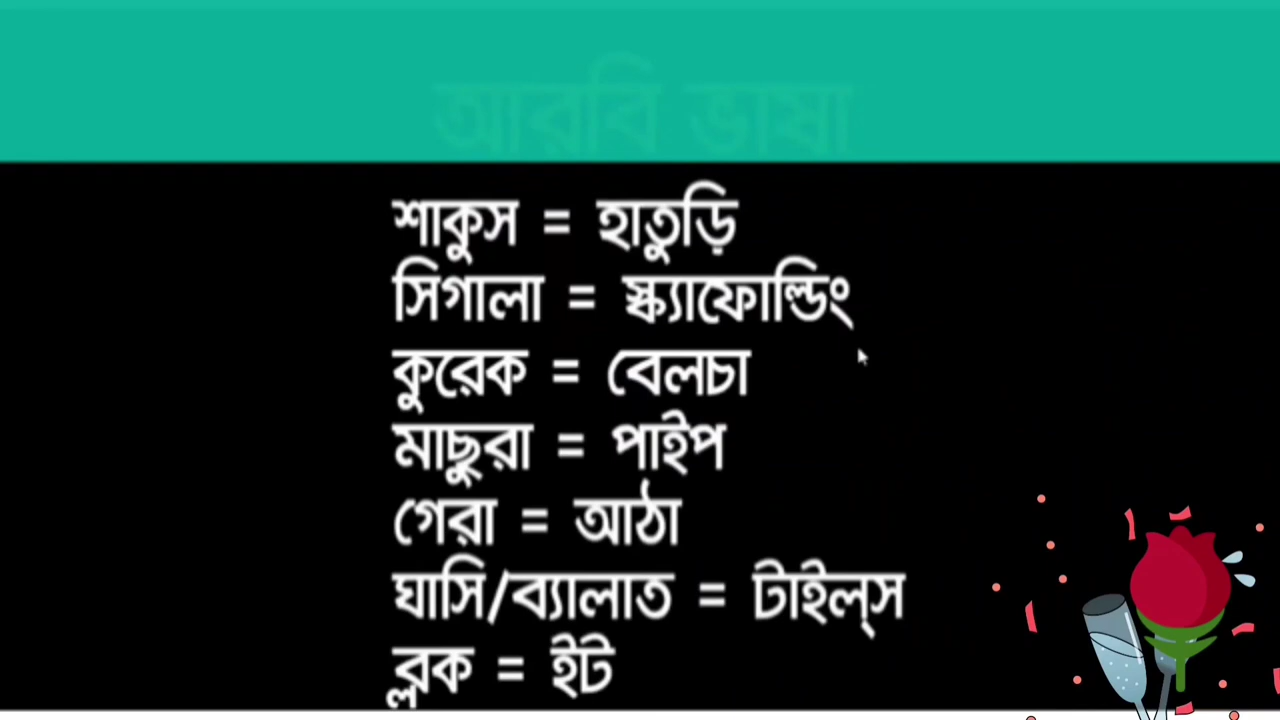 আরবি ভাষা
শাকুস = হাতুড়ি
সিগালা = স্ক্যাফোল্ডিং
কুরেক = বেলচা
মাছুরা = পাইপ
গেরা = আঠা
ঘাসি/ব্যালাত = টাইল্স
ব্লক = ইট